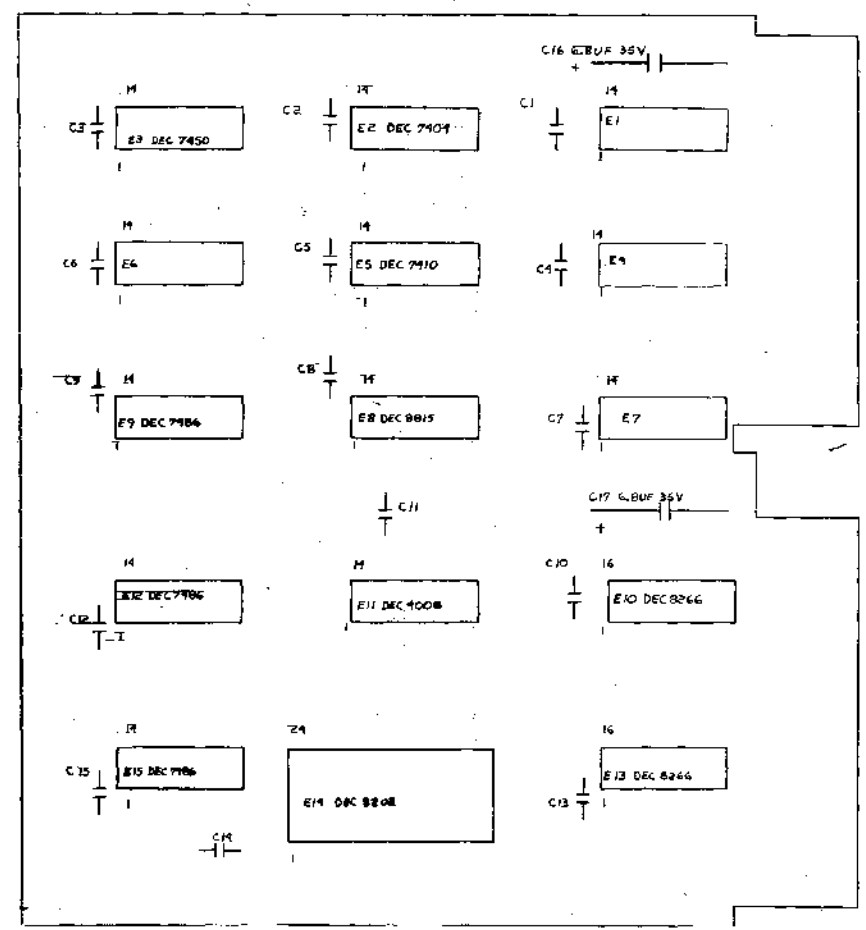 C16 6.8UF 35V
+
14
14
14
C3
E3 DEC 7450
C2
E2 DEC 7404
C1
E1
1
1
1
14
14
14
C6
E6
C5
E5 DEC 7410
C4
E4
1
1
1
C9
14
C8
14
14
E9 DEC 7486
E8 DEC 8815
C7
E7
1
1
1
C11
C17 6.8UF 35V
+
14
14
C10
16
E12 DEC 7486
E11 DEC 4008
E10 DEC 8266
C12
1
1
1
14
24
16
C15
E15 DEC 7486
E14 DEC 8202
E13 DEC 8266
1
C13
1
C14
1